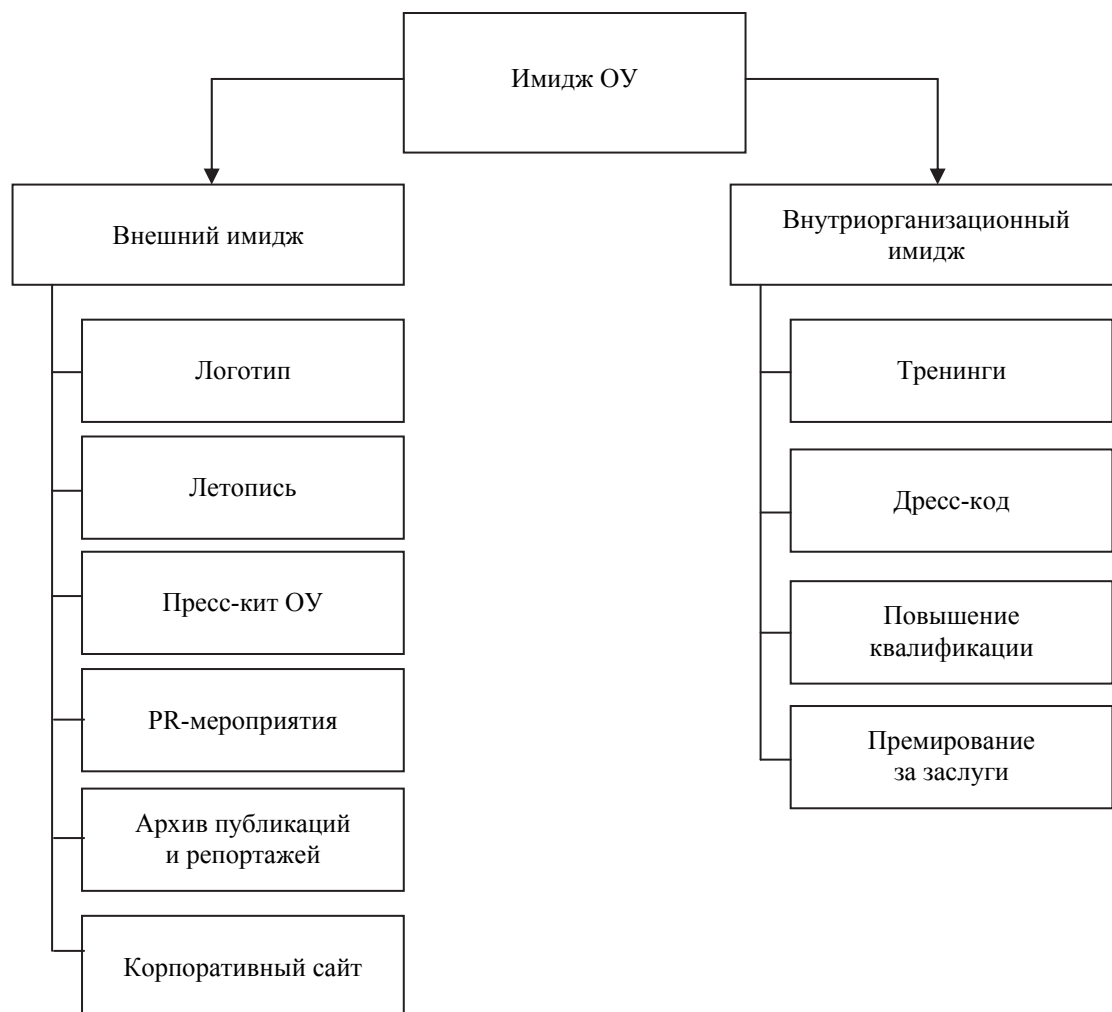 Имидж ОУ
Внешний имидж
Логотип
Летопись
Пресс-кит ОУ
PR-мероприятия
Архив публикаций
и репортажей
Корпоративный сайт
Внутриорганизационный
имидж
Тренинги
Дресс-код
Повышение
квалификации
Премирование
за заслуги